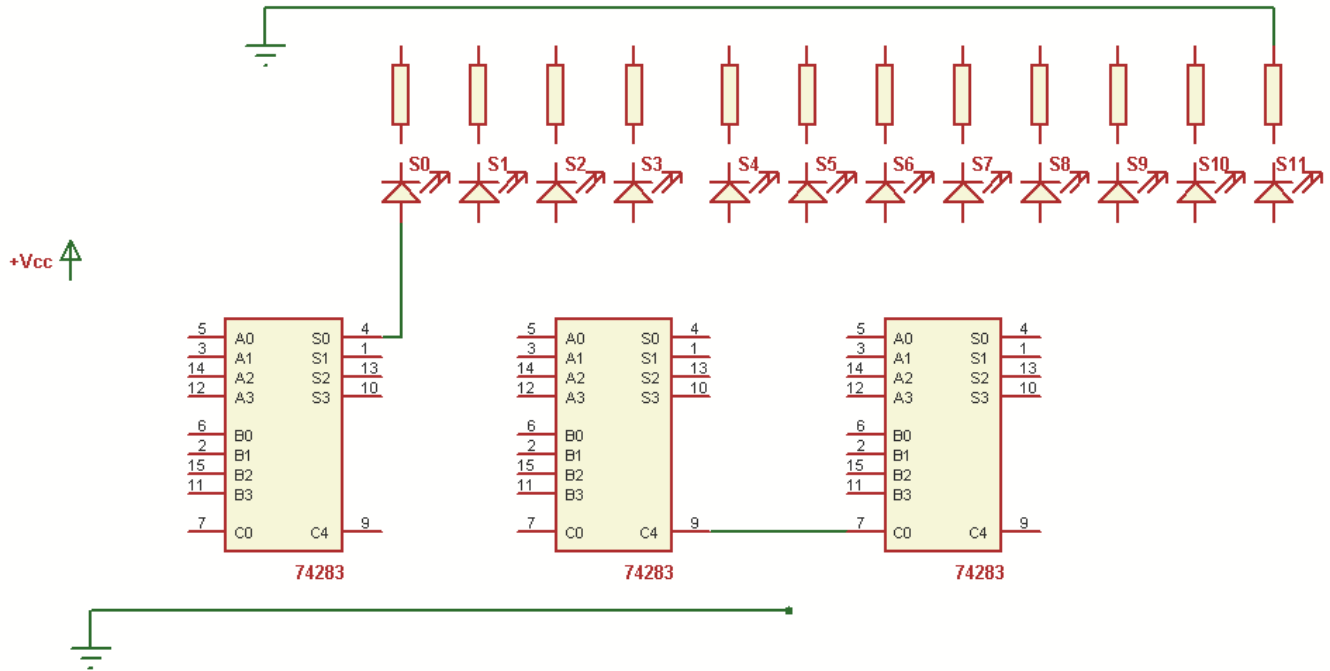 S0 S1 S2 S3 S4 S5 S6 S7 S8 S9 S10 S11
+Vcc
5 A0 S0 4 5 A0 S0 4 5 A0 S0 4
3 A1 S1 1 3 A1 S1 1 3 A1 S1 1
14 A2 S2 13 14 A2 S2 13 14 A2 S2 13
12 A3 S3 10 12 A3 S3 10 12 A3 S3 10
6 B0 6 B0 6 B0
2 B1 2 B1 2 B1
15 B2 15 B2 15 B2
11 B3 11 B3 11 B3
7 C0 C4 9 7 C0 C4 9 7 C0 C4 9
74283 74283 74283